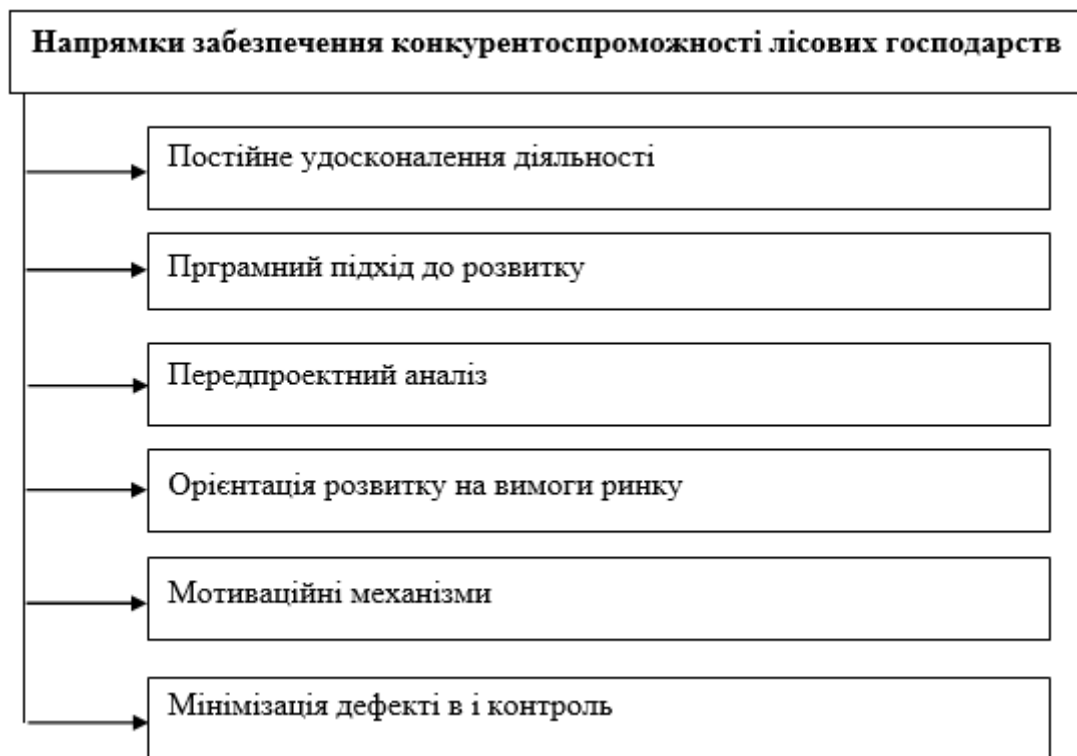 Напрямки забезпечення конкурентоспроможності лісових господарств
Постійне удосконалення діяльності
Прграмний підхід до розвитку
Передпроектний аналіз
Орієнтація розвитку на вимоги ринку
Мотиваційні механізми
Мінімізація дефекті в і контроль